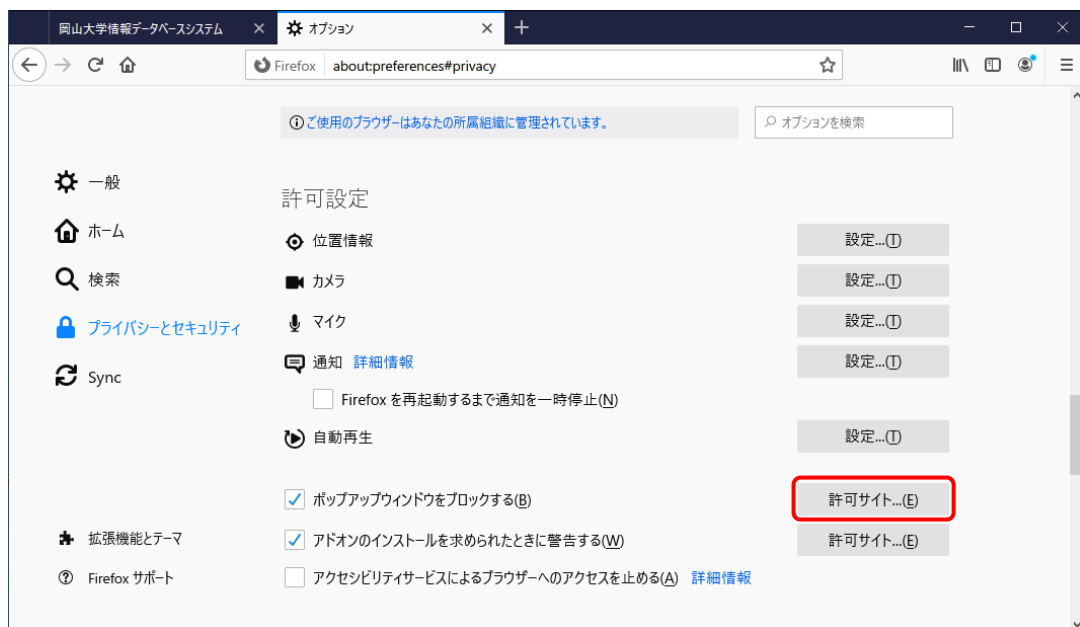 岡山大学情報データベースシステム
オプション
Firefox about:preferences#privacy
ご使用のブラウザーはあなたの所属組織に管理されています。
オプションを検索
一般
ホーム
検索
プライバシーとセキュリティ
Sync
許可設定
位置情報 設定...(T)
カメラ 設定...(T)
マイク 設定...(T)
通知 詳細情報 設定...(T)
Firefox を再起動するまで通知を一時停止(N)
自動再生 設定...(T)
ポップアップウィンドウをブロックする(B) 許可サイト...(E)
アドオンのインストールを求められたときに警告する(W) 許可サイト...(E)
アクセシビリティサービスによるブラウザーへのアクセスを止める(A) 詳細情報
拡張機能とテーマ
Firefox サポート